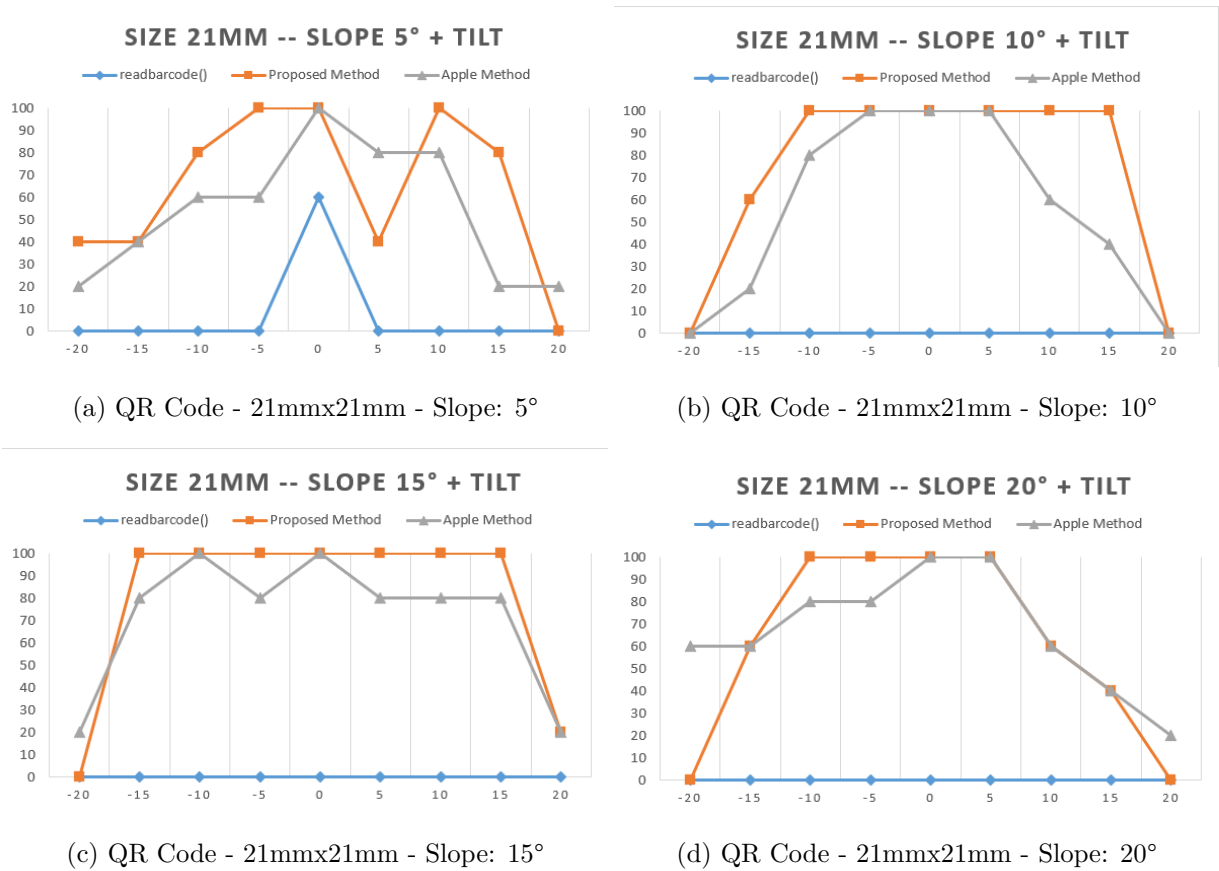 SIZE 21MM -- SLOPE 5° + TILT
readbarcode() Proposed Method Apple Method
100
90
80
70
60
50
40
30
20
10
0
-20 -15 -10 -5 0 5 10 15 20
(a) QR Code - 21mmx21mm - Slope: 5°
SIZE 21MM -- SLOPE 10° + TILT
readbarcode() Proposed Method Apple Method
100
90
80
70
60
50
40
30
20
10
0
-20 -15 -10 -5 0 5 10 15 20
(b) QR Code - 21mmx21mm - Slope: 10°
SIZE 21MM -- SLOPE 15° + TILT
readbarcode() Proposed Method Apple Method
100
90
80
70
60
50
40
30
20
10
0
-20 -15 -10 -5 0 5 10 15 20
(c) QR Code - 21mmx21mm - Slope: 15°
SIZE 21MM -- SLOPE 20° + TILT
readbarcode() Proposed Method Apple Method
100
90
80
70
60
50
40
30
20
10
0
-20 -15 -10 -5 0 5 10 15 20
(d) QR Code - 21mmx21mm - Slope: 20°